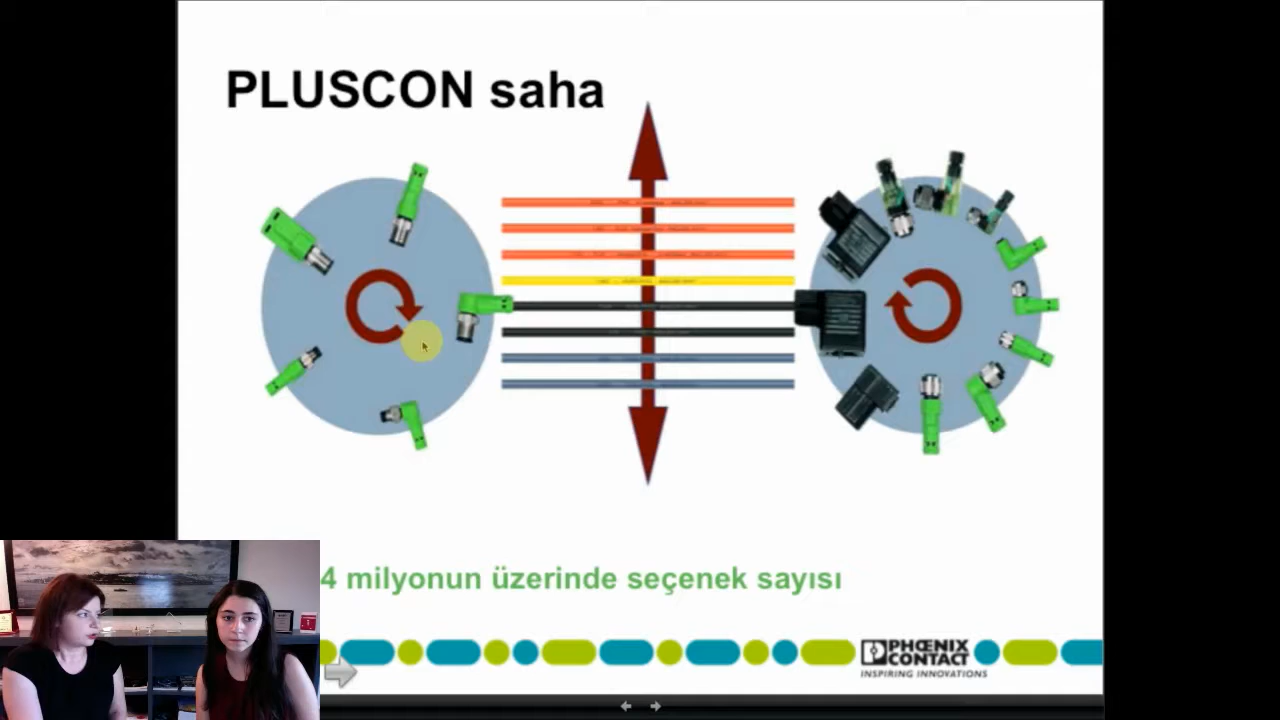 PLUSCON saha
4 milyonun üzerinde seçenek sayısı
PHŒNIX
CONTACT
INSPIRING INNOVATIONS